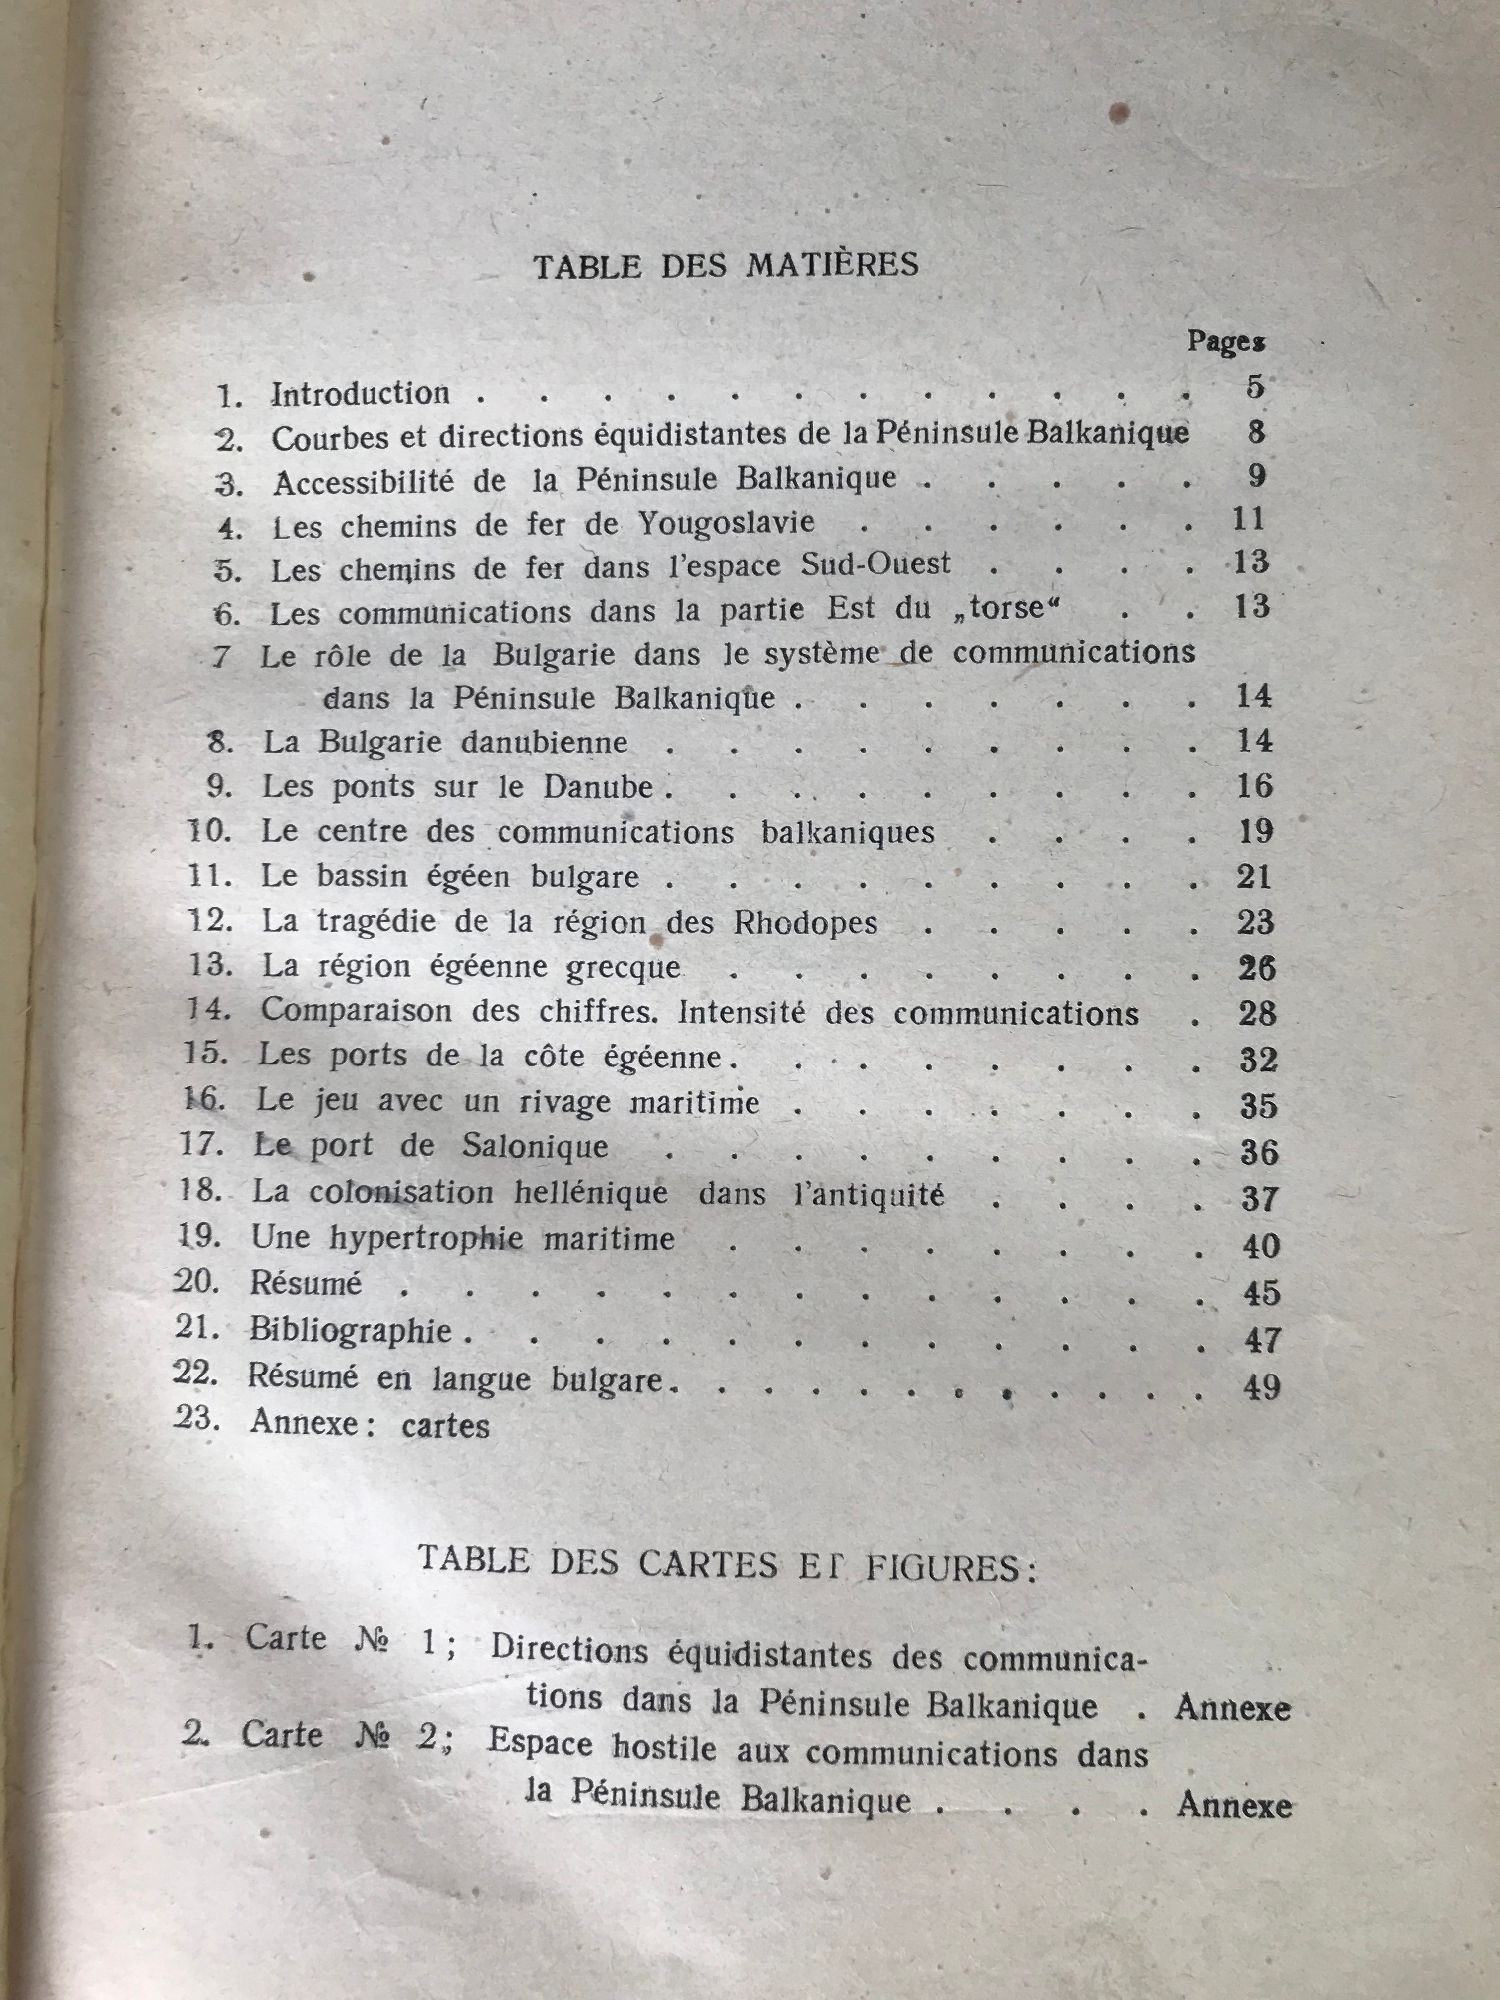 TABLE DES MATIÈRES
Pages
1. Introduction . . . . . . . . . . . . 5
2. Courbes et directions équidistantes de la Péninsule Balkanique 8
3. Accessibilité de la Péninsule Balkanique . . . . . 9
4. Les chemins de fer de Yougoslavie . . . . . . 11
5. Les chemins de fer dans l'espace Sud-Ouest . . . . 13
6. Les communications dans la partie Est du „torse“ . . 13
7 Le rôle de la Bulgarie dans le système de communications
dans la Péninsule Balkanique . . . . . . . 14
8. La Bulgarie danubienne . . . . . . . . . 14
9. Les ponts sur le Danube . . . . . . . . . 16
10. Le centre des communications balkaniques . . . . 19
11. Le bassin égéen bulgare . . . . . . . . . 21
12. La tragédie de la région des Rhodopes . . . . . 23
13. La région égéenne grecque . . . . . . . . 26
14. Comparaison des chiffres. Intensité des communications . 28
15. Les ports de la côte égéenne . . . . . . . . 32
16. Le jeu avec un rivage maritime . . . . . . . 35
17. Le port de Salonique . . . . . . . . . 36
18. La colonisation hellénique dans l'antiquité . . . . 37
19. Une hypertrophie maritime . . . . . . . . 40
20. Résumé . . . . . . . . . . . . . 45
21. Bibliographie . . . . . . . . . . . . 47
22. Résumé en langue bulgare . . . . . . . . . . . . 49
23. Annexe : cartes
TABLE DES CARTES ET FIGURES :
1. Carte № 1 ; Directions équidistantes des communica-
tions dans la Péninsule Balkanique . Annexe
2. Carte № 2 ; Espace hostile aux communications dans
la Péninsule Balkanique . . . . Annexe